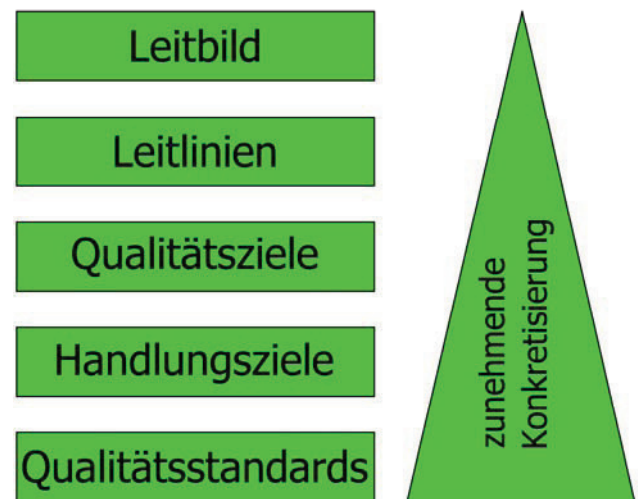 Leitbild
Leitlinien
Qualitätsziele
Handlungsziele
Qualitätsstandards
zunehmende
Konkretisierung